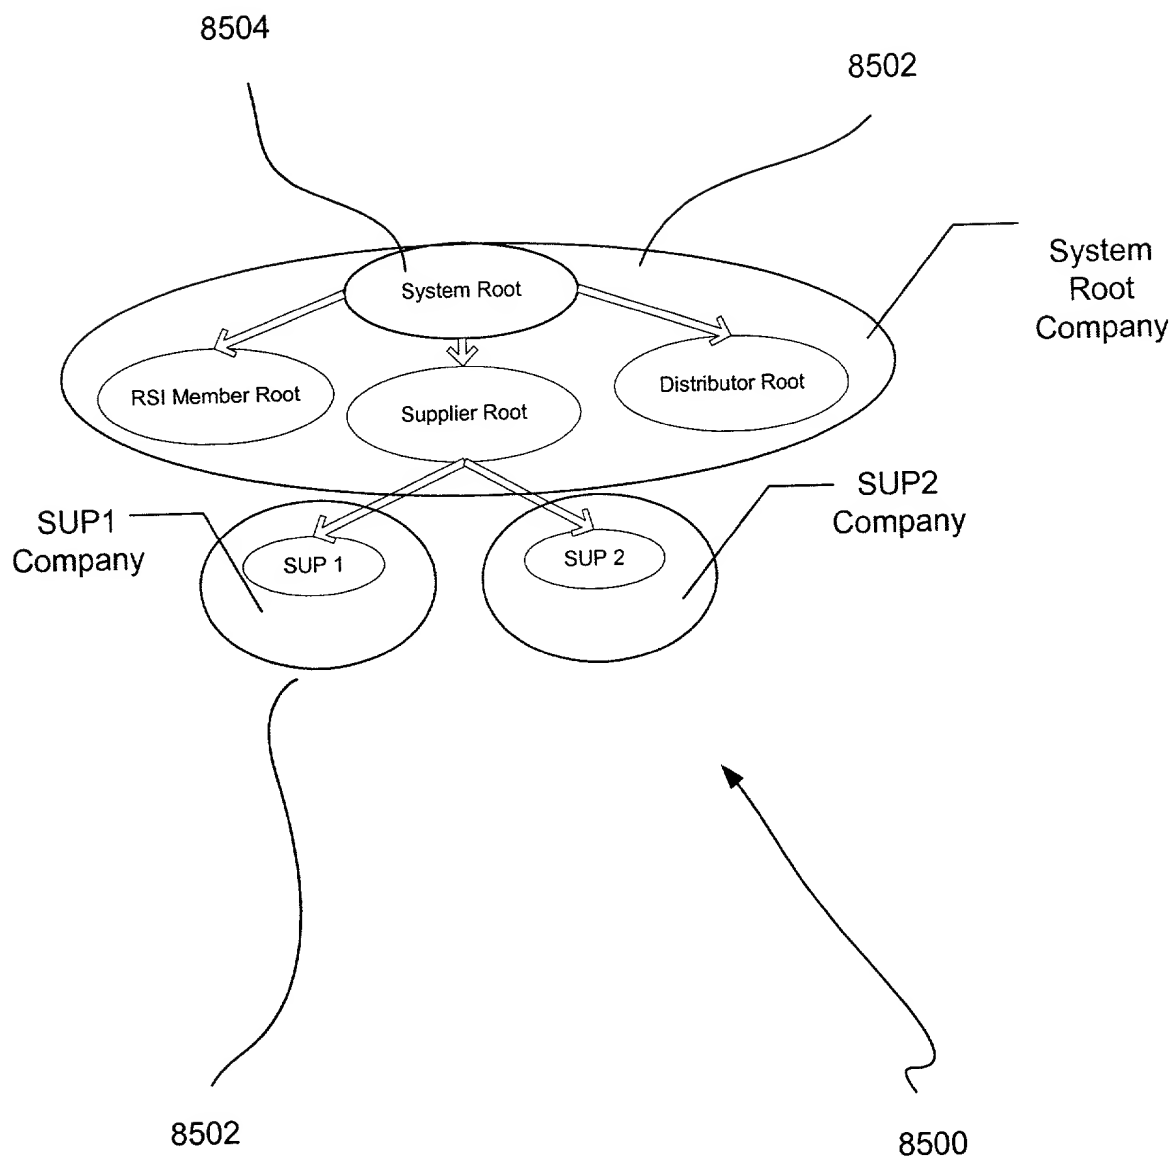 8504
8502
System
Root
Company
System Root
RSI Member Root
Supplier Root
Distributor Root
SUP1
Company
SUP2
Company
SUP 1
SUP 2
8502
8500